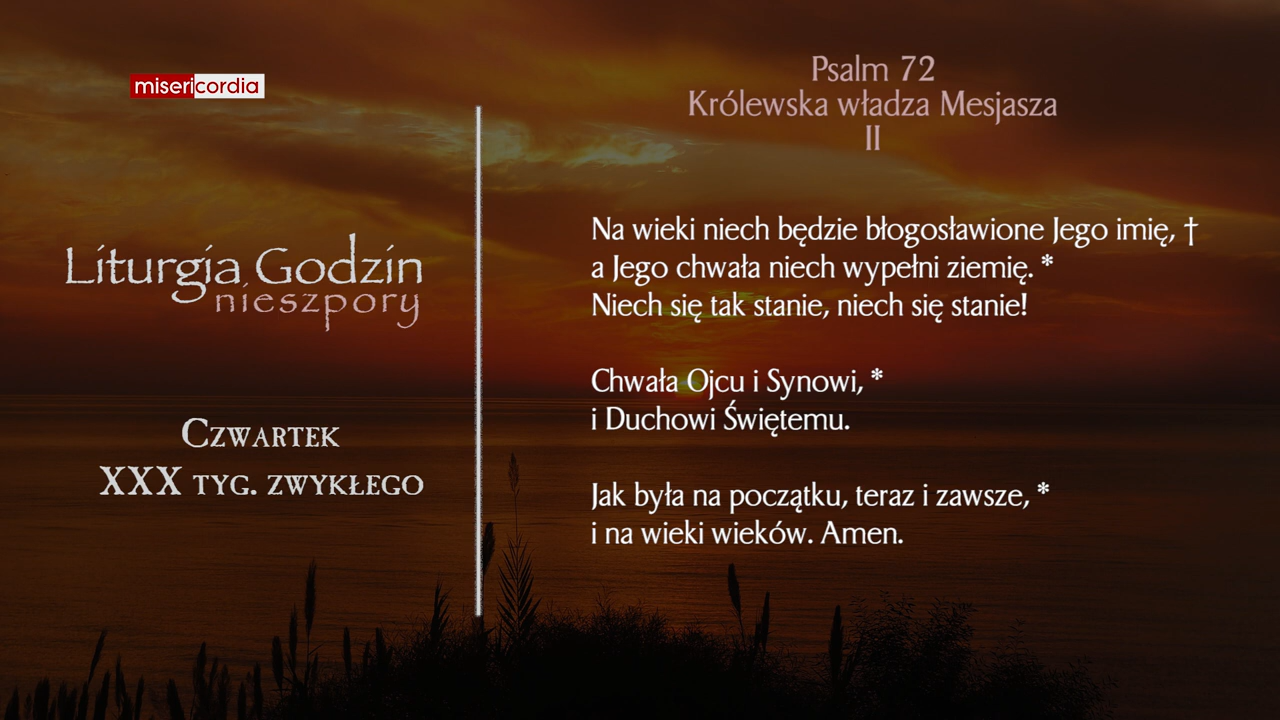 misericordia
Liturgia Godzin
nieszpory
Czwartek
XXX tyg. zwykłego
Psalm 72
Królewska władza Mesjasza
II
Na wieki niech będzie błogosławione Jego imię, †
a Jego chwała niech wypełni ziemię. *
Niech się tak stanie, niech się stanie!
Chwała Ojcu i Synowi, *
i Duchowi Świętemu.
Jak była na początku, teraz i zawsze, *
i na wieki wieków. Amen.